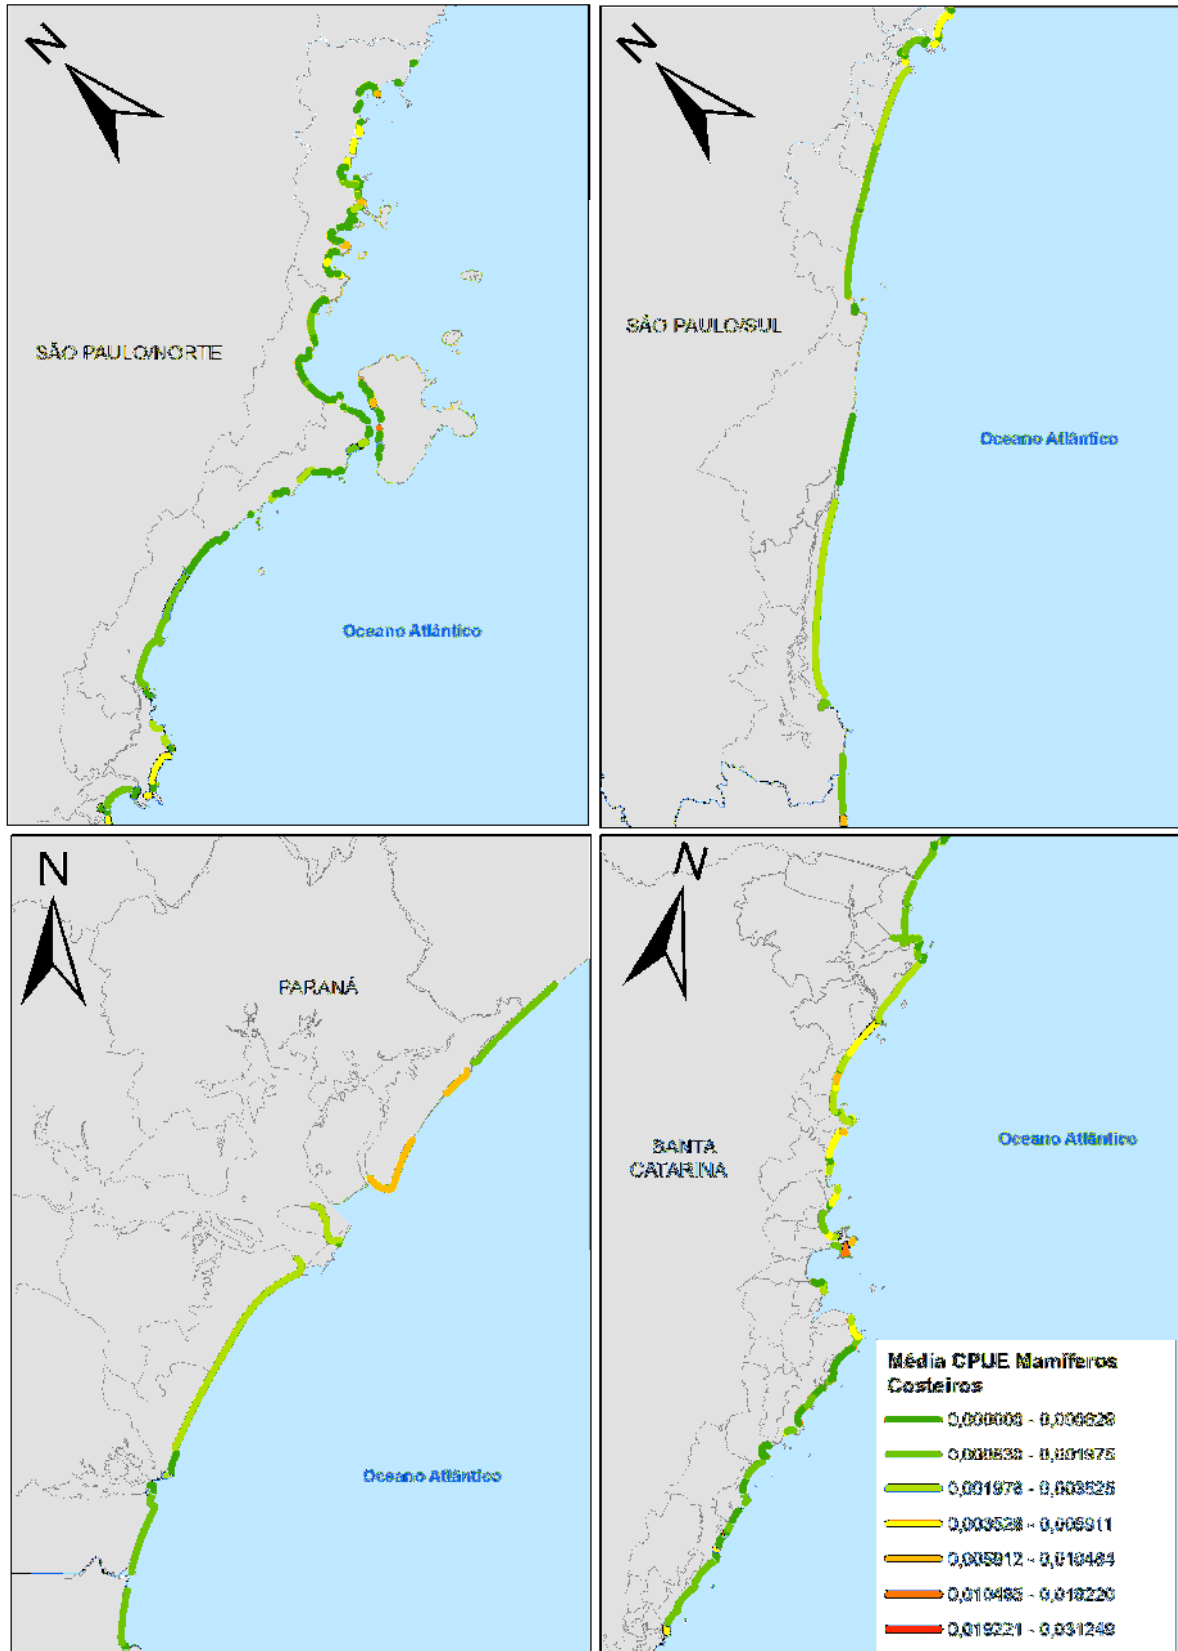 N
SÃO PAULO/NORTE
Oceano Atlântico
N
SÃO PAULO/SUL
Oceano Atlântico
N
PARANÁ
Oceano Atlântico
N
SANTA
CATARINA
Oceano Atlântico
Média CPUE Mamíferos
Costeiros
0,001976 - 0,003525
0,003526 - 0,005911
0,005912 - 0,010484
0,010485 - 0,018220
0,018221 - 0,031249